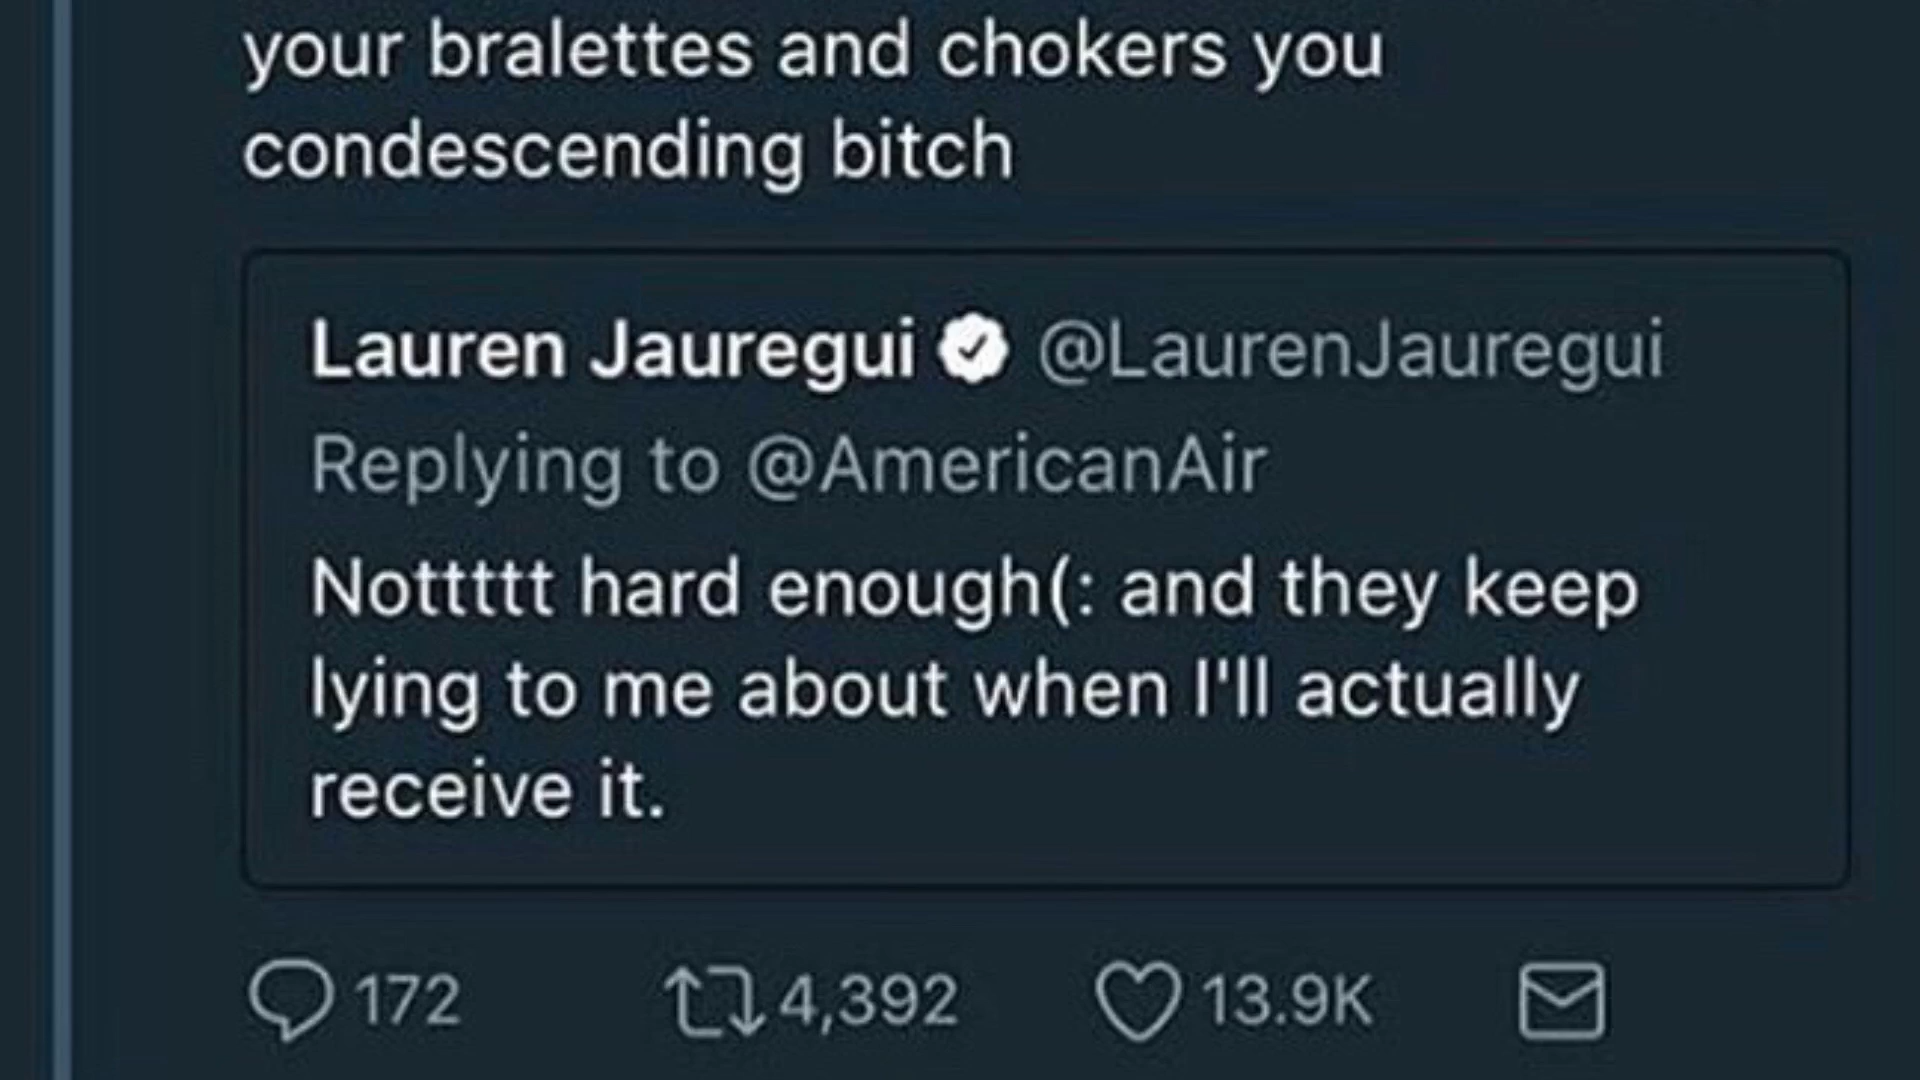 your bralettes and chokers you
condescending bitch
Lauren Jauregui @LaurenJauregui
Replying to @AmericanAir
Nottttt hard enough(: and they keep
lying to me about when I'll actually
receive it.
172 4,392 13.9K